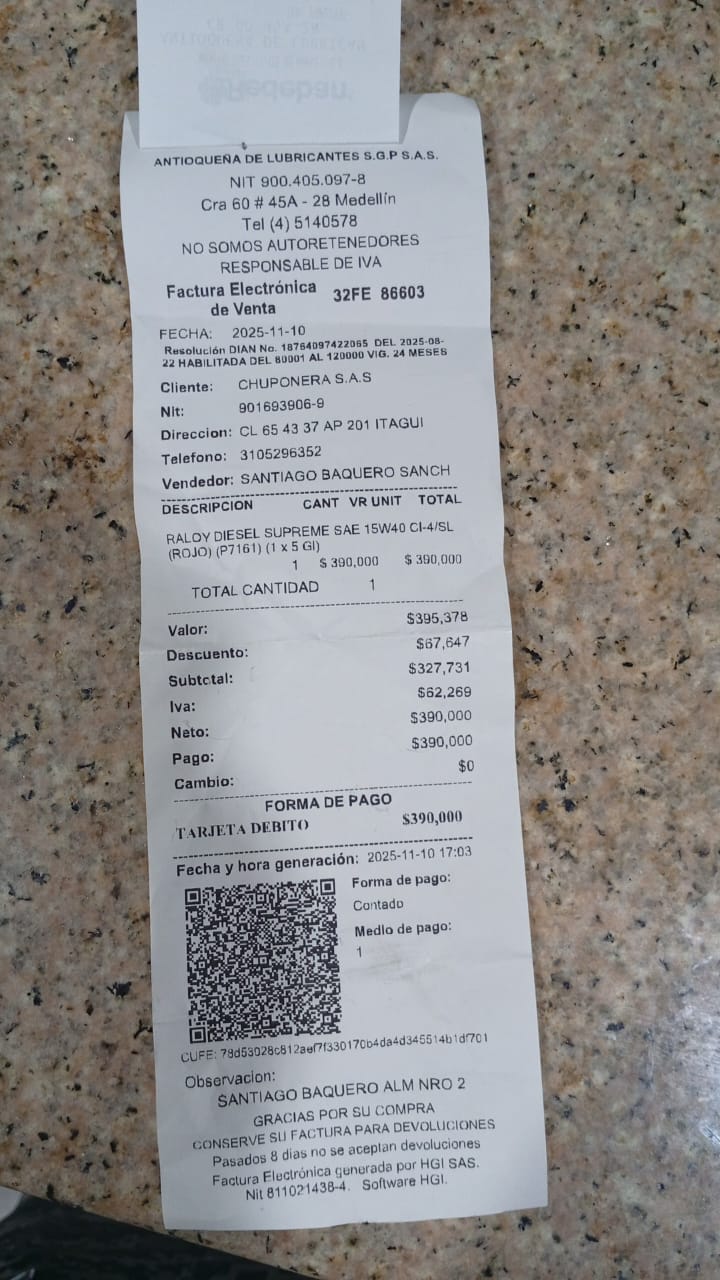 Redeban
ANTIOQUEÑA DE LUBRICANTES S.G.P S.A.S.
NIT 900.405.097-8
Cra 60 # 45A - 28 Medellín
Tel (4) 5140578
NO SOMOS AUTORETENEDORES
RESPONSABLE DE IVA
Factura Electrónica de Venta 32FE 86603
FECHA: 2025-11-10
Resolución DIAN No. 18764097422065 DEL 2025-08-
22 HABILITADA DEL 80001 AL 120000 VIG. 24 MESES
Cliente: CHUPONERA S.A.S
Nit: 901693906-9
Direccion: CL 65 43 37 AP 201 ITAGUI
Telefono: 3105296352
Vendedor: SANTIAGO BAQUERO SANCH
DESCRIPCION CANT VR UNIT TOTAL
RALOY DIESEL SUPREME SAE 15W40 CI-4/SL
(ROJO) (P7161) (1 x 5 Gl)
1 $ 390,000 $ 390,000
TOTAL CANTIDAD 1
Valor: $395,378
Descuento: $67,647
Subtotal: $327,731
Iva: $62,269
Neto: $390,000
Pago: $390,000
Cambio: $0
FORMA DE PAGO
TARJETA DEBITO $390,000
Fecha y hora generación: 2025-11-10 17:03
Forma de pago:
Contado
Medio de pago:
1
CUFE: 78d53028c812aef7f330170b4da4d345514b1df701
Observacion:
SANTIAGO BAQUERO ALM NRO 2
GRACIAS POR SU COMPRA
CONSERVE SU FACTURA PARA DEVOLUCIONES
Pasados 8 dias no se aceptan devoluciones
Factura Electrónica generada por HGI SAS.
Nit 811021438-4. Software HGI.